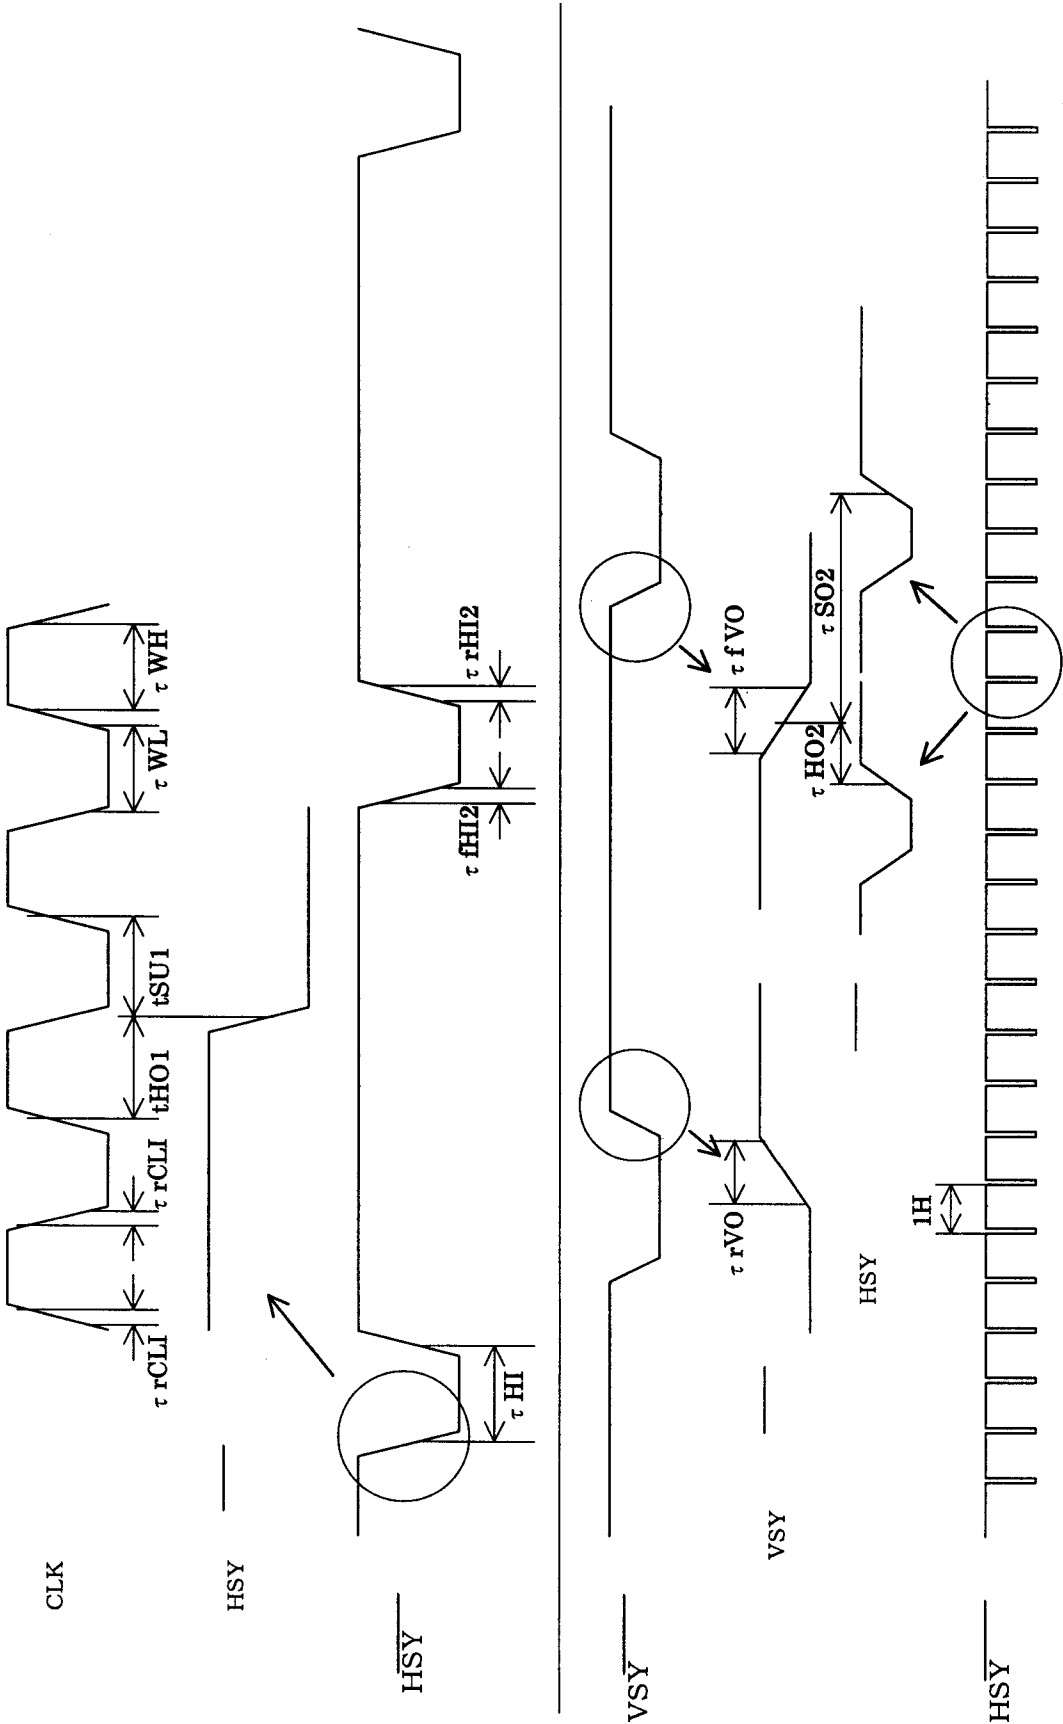 CLK
τ rCLI
τ rCLI
tHO1
tSU1
τ WL
τ WH
HSY
HSY
τ HI
τ fHI2
τ rHI2
VSY
VSY
τ rVO
τ fVO
HSY
τ HO2
τ SO2
HSY
1H